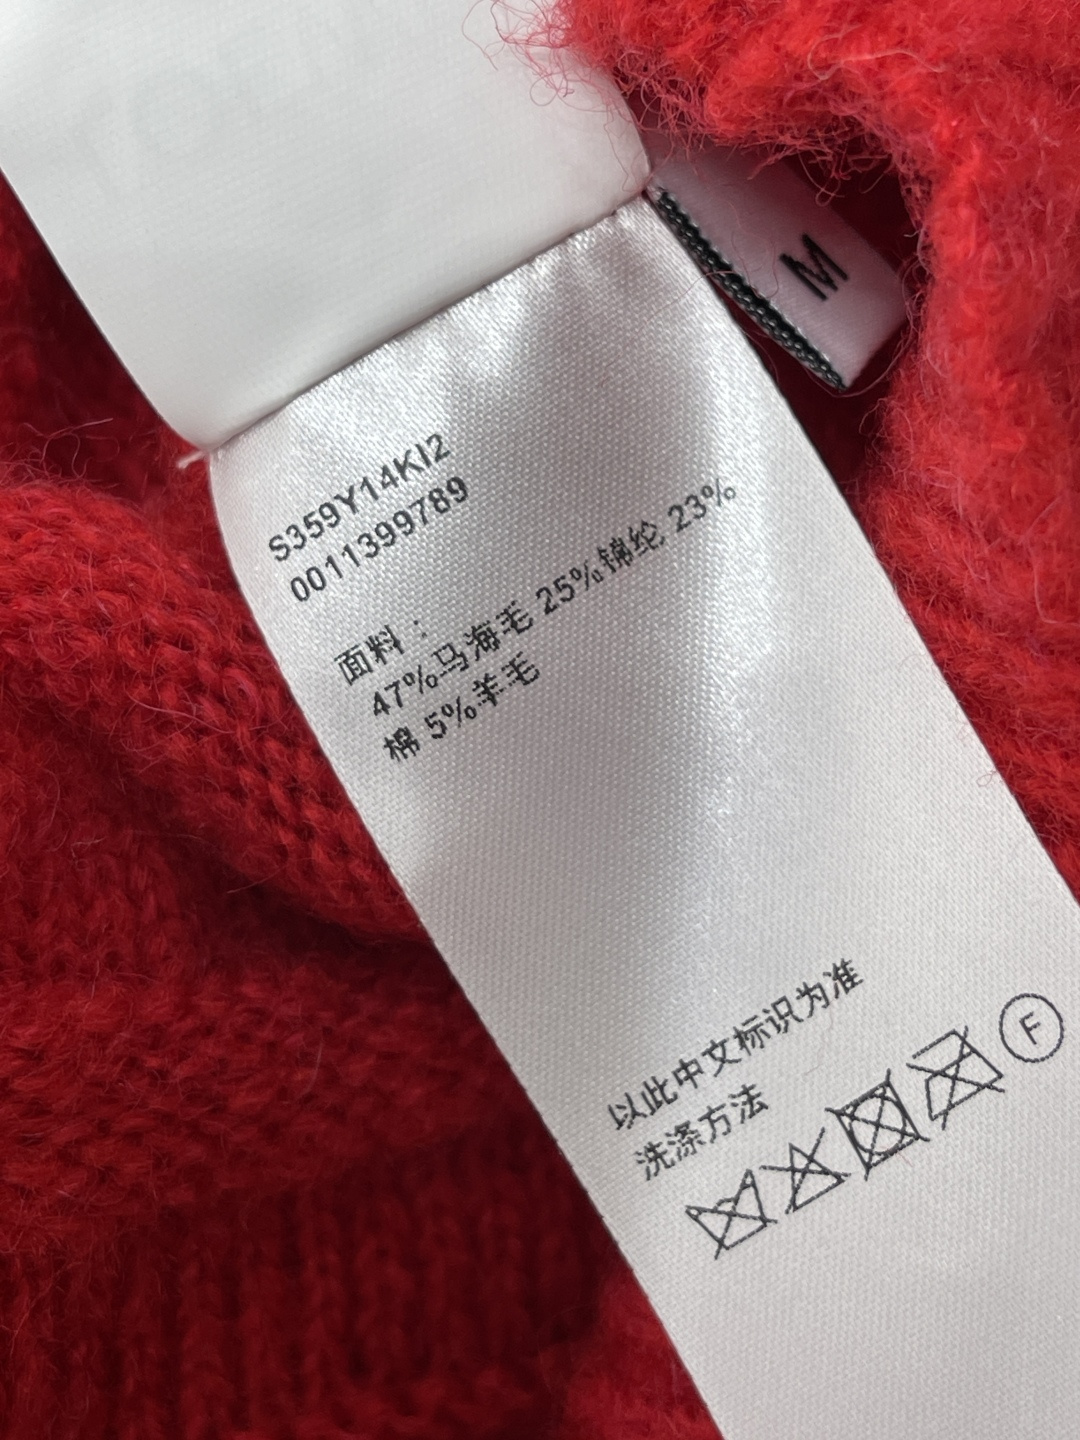 M
S359Y14KI2
0011399789
面料：
47%马海毛 25%锦纶 23%
棉 5%羊毛
以此中文标识为准
洗涤方法
F